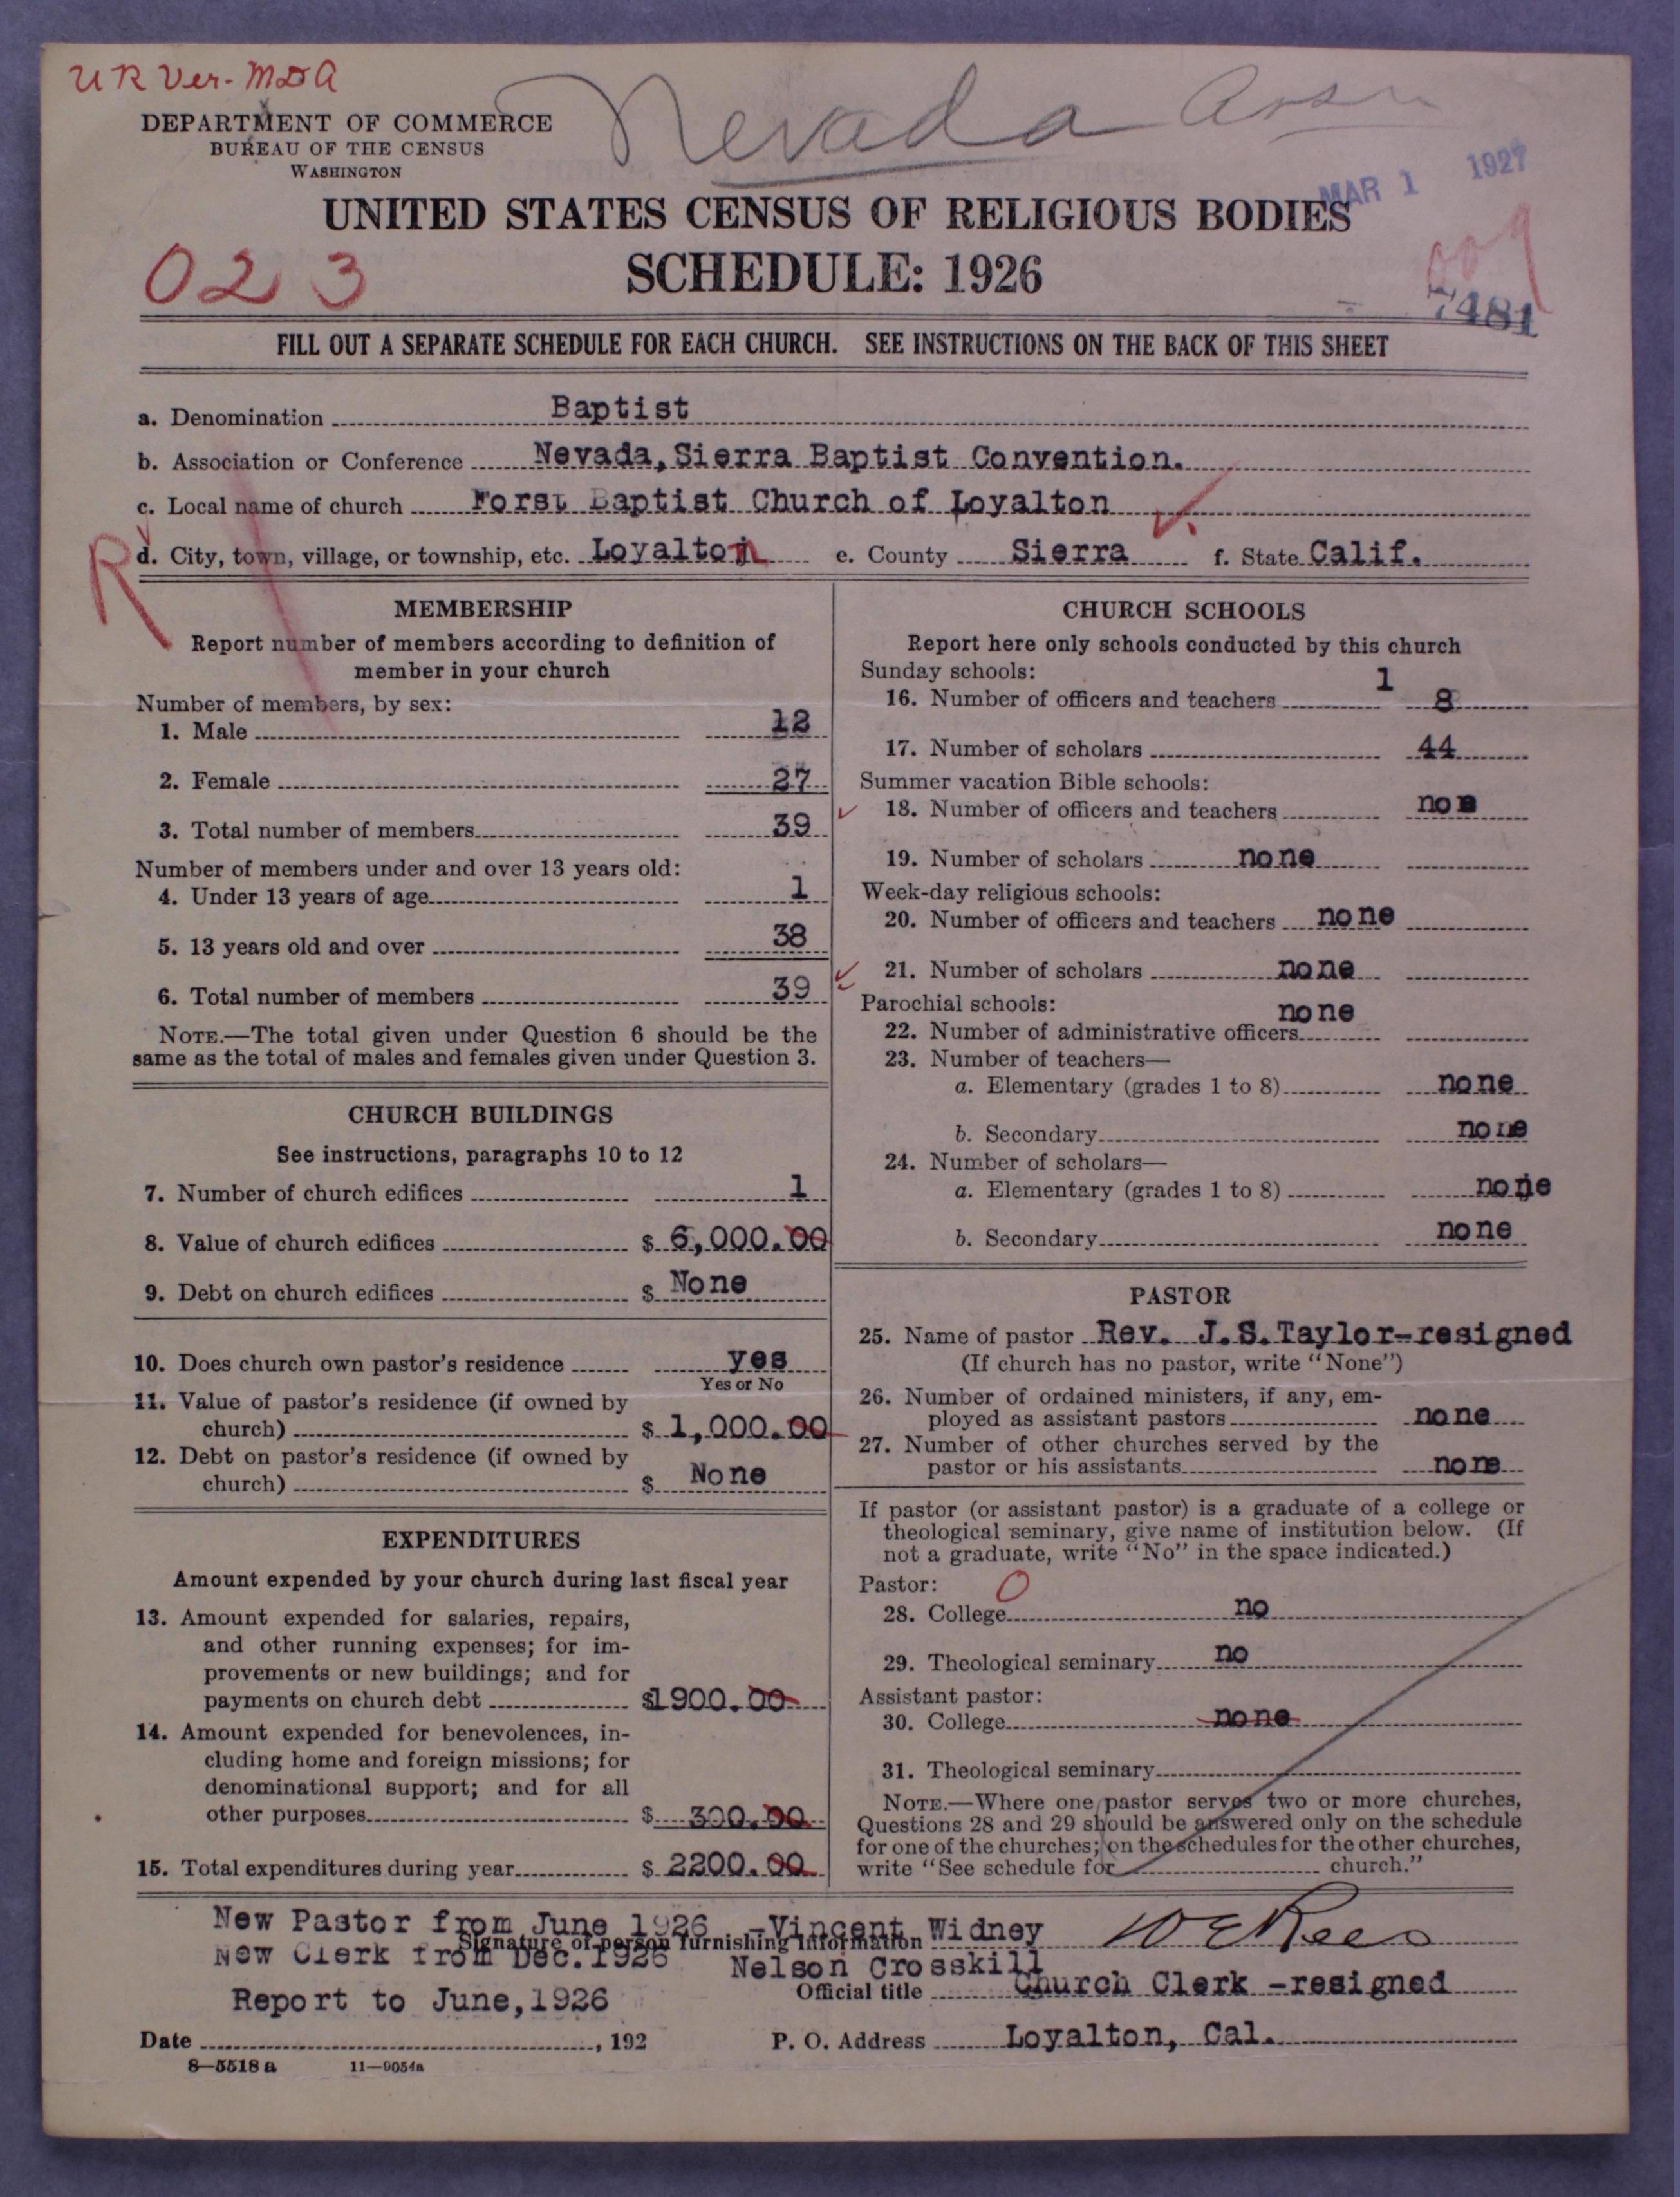 UR Ver- MDA
Nevada Assn
DEPARTMENT OF COMMERCE
BUREAU OF THE CENSUS
WASHINGTON
MAR 1 1927
UNITED STATES CENSUS OF RELIGIOUS BODIES
SCHEDULE: 1926
023
009
7481
FILL OUT A SEPARATE SCHEDULE FOR EACH CHURCH. SEE INSTRUCTIONS ON THE BACK OF THIS SHEET
a. Denomination Baptist
b. Association or Conference Nevada, Sierra Baptist Convention.
c. Local name of church Forst Baptist Church of Loyalton
R
d. City, town, village, or township, etc. Loyalton e. County Sierra f. State Calif.
MEMBERSHIP
Report number of members according to definition of
member in your church
Number of members, by sex:
1. Male 12
2. Female 27
3. Total number of members 39
Number of members under and over 13 years old:
4. Under 13 years of age 1
5. 13 years old and over 38
6. Total number of members 39
NOTE.—The total given under Question 6 should be the
same as the total of males and females given under Question 3.
CHURCH BUILDINGS
See instructions, paragraphs 10 to 12
7. Number of church edifices 1
8. Value of church edifices $ 6,000.00
9. Debt on church edifices $ None
10. Does church own pastor's residence yes
Yes or No
11. Value of pastor's residence (if owned by
church) $ 1,000.00
12. Debt on pastor's residence (if owned by
church) $ None
EXPENDITURES
Amount expended by your church during last fiscal year
13. Amount expended for salaries, repairs,
and other running expenses; for im-
provements or new buildings; and for
payments on church debt $1900.00
14. Amount expended for benevolences, in-
cluding home and foreign missions; for
denominational support; and for all
other purposes $ 300.00
15. Total expenditures during year $ 2200.00
CHURCH SCHOOLS
Report here only schools conducted by this church
Sunday schools:
1
16. Number of officers and teachers 8
17. Number of scholars 44
Summer vacation Bible schools:
18. Number of officers and teachers
19. Number of scholars none
Week-day religious schools:
20. Number of officers and teachers none
21. Number of scholars none
Parochial schools:
22. Number of administrative officers none
23. Number of teachers—
a. Elementary (grades 1 to 8) none
b. Secondary none
24. Number of scholars—
a. Elementary (grades 1 to 8) none
b. Secondary none
PASTOR
25. Name of pastor Rev. J.S.Taylor-resigned
(If church has no pastor, write "None")
26. Number of ordained ministers, if any, em-
ployed as assistant pastors none
27. Number of other churches served by the
pastor or his assistants none
If pastor (or assistant pastor) is a graduate of a college or
theological seminary, give name of institution below. (If
not a graduate, write "No" in the space indicated.)
Pastor: 0
28. College no
29. Theological seminary no
Assistant pastor:
30. College none
31. Theological seminary
NOTE.—Where one pastor serves two or more churches,
Questions 28 and 29 should be answered only on the schedule
for one of the churches; on the schedules for the other churches,
write "See schedule for church."
New Pastor from June 1926 -Vincent Widney
Signature of person furnishing information W E Rees
New Clerk from Dec.1926 Nelson Crosskill
Official title Church Clerk -resigned
Report to June,1926
Date , 192 P. O. Address Loyalton, Cal.
8—5518 a 11—9054a